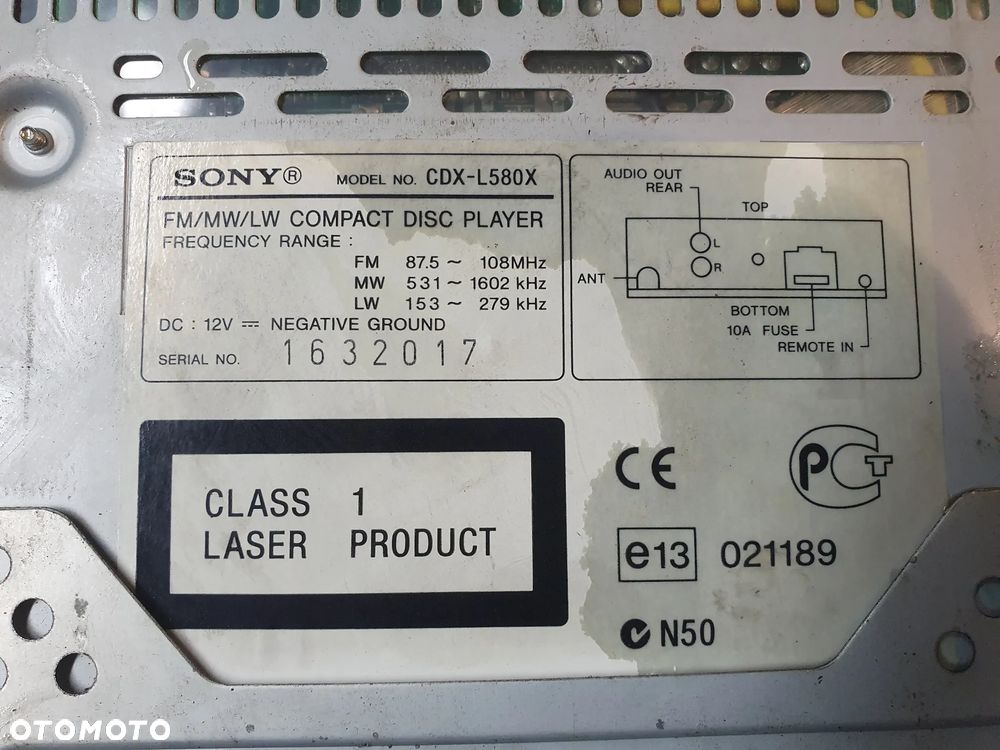 SONY® MODEL NO. CDX-L580X
FM/MW/LW COMPACT DISC PLAYER
FREQUENCY RANGE :
FM 87.5 ~ 108MHz
MW 531 ~ 1602 kHz
LW 153 ~ 279 kHz
DC : 12V ⎓ NEGATIVE GROUND
SERIAL NO. 1632017
AUDIO OUT
REAR
TOP
L
R
ANT
BOTTOM
10A FUSE
REMOTE IN
CLASS 1
LASER PRODUCT
CE
PCT
e13 021189
N50
OTOMOTO